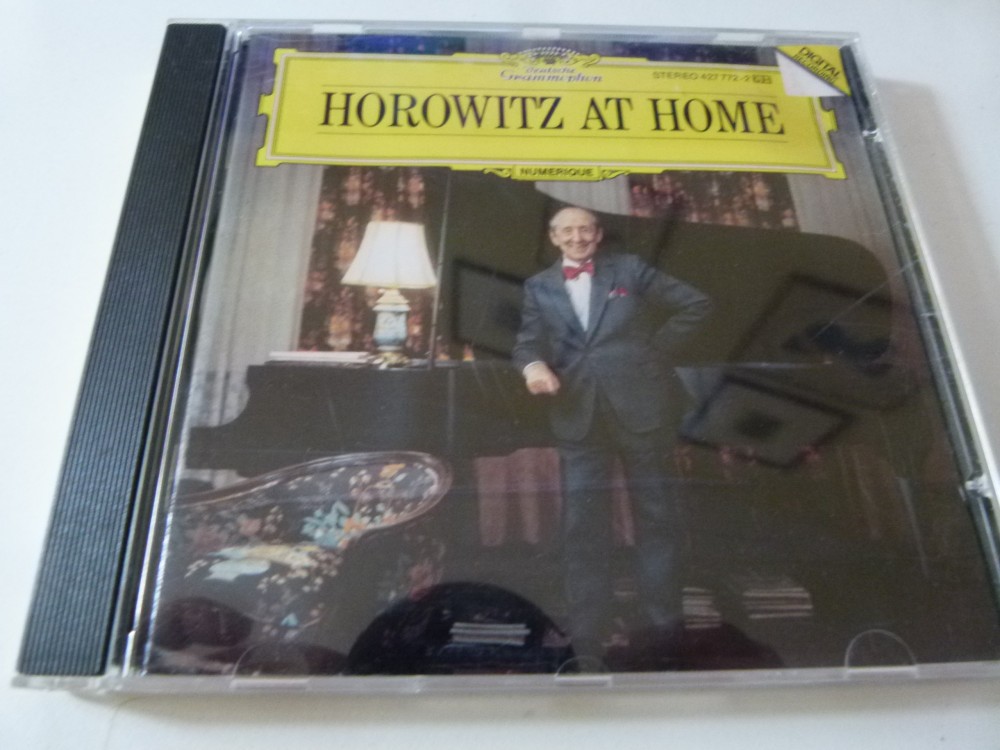 Deutsche
Grammophon
STEREO 427 772-2
DIGITAL
HOROWITZ AT HOME
NUMERIQUE